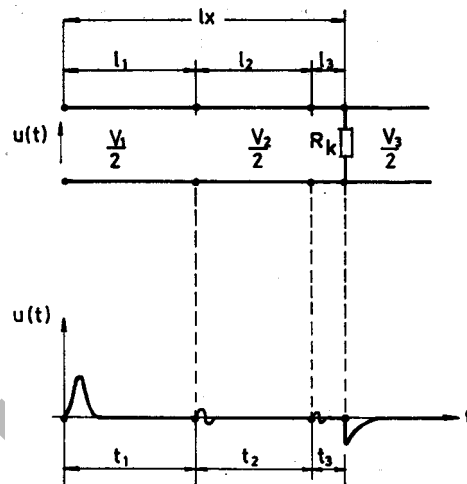 lx
l₁ l₂ l₃
u(t) V₁/2 V₂/2 Rk V₃/2
u(t)
t₁ t₂ t₃